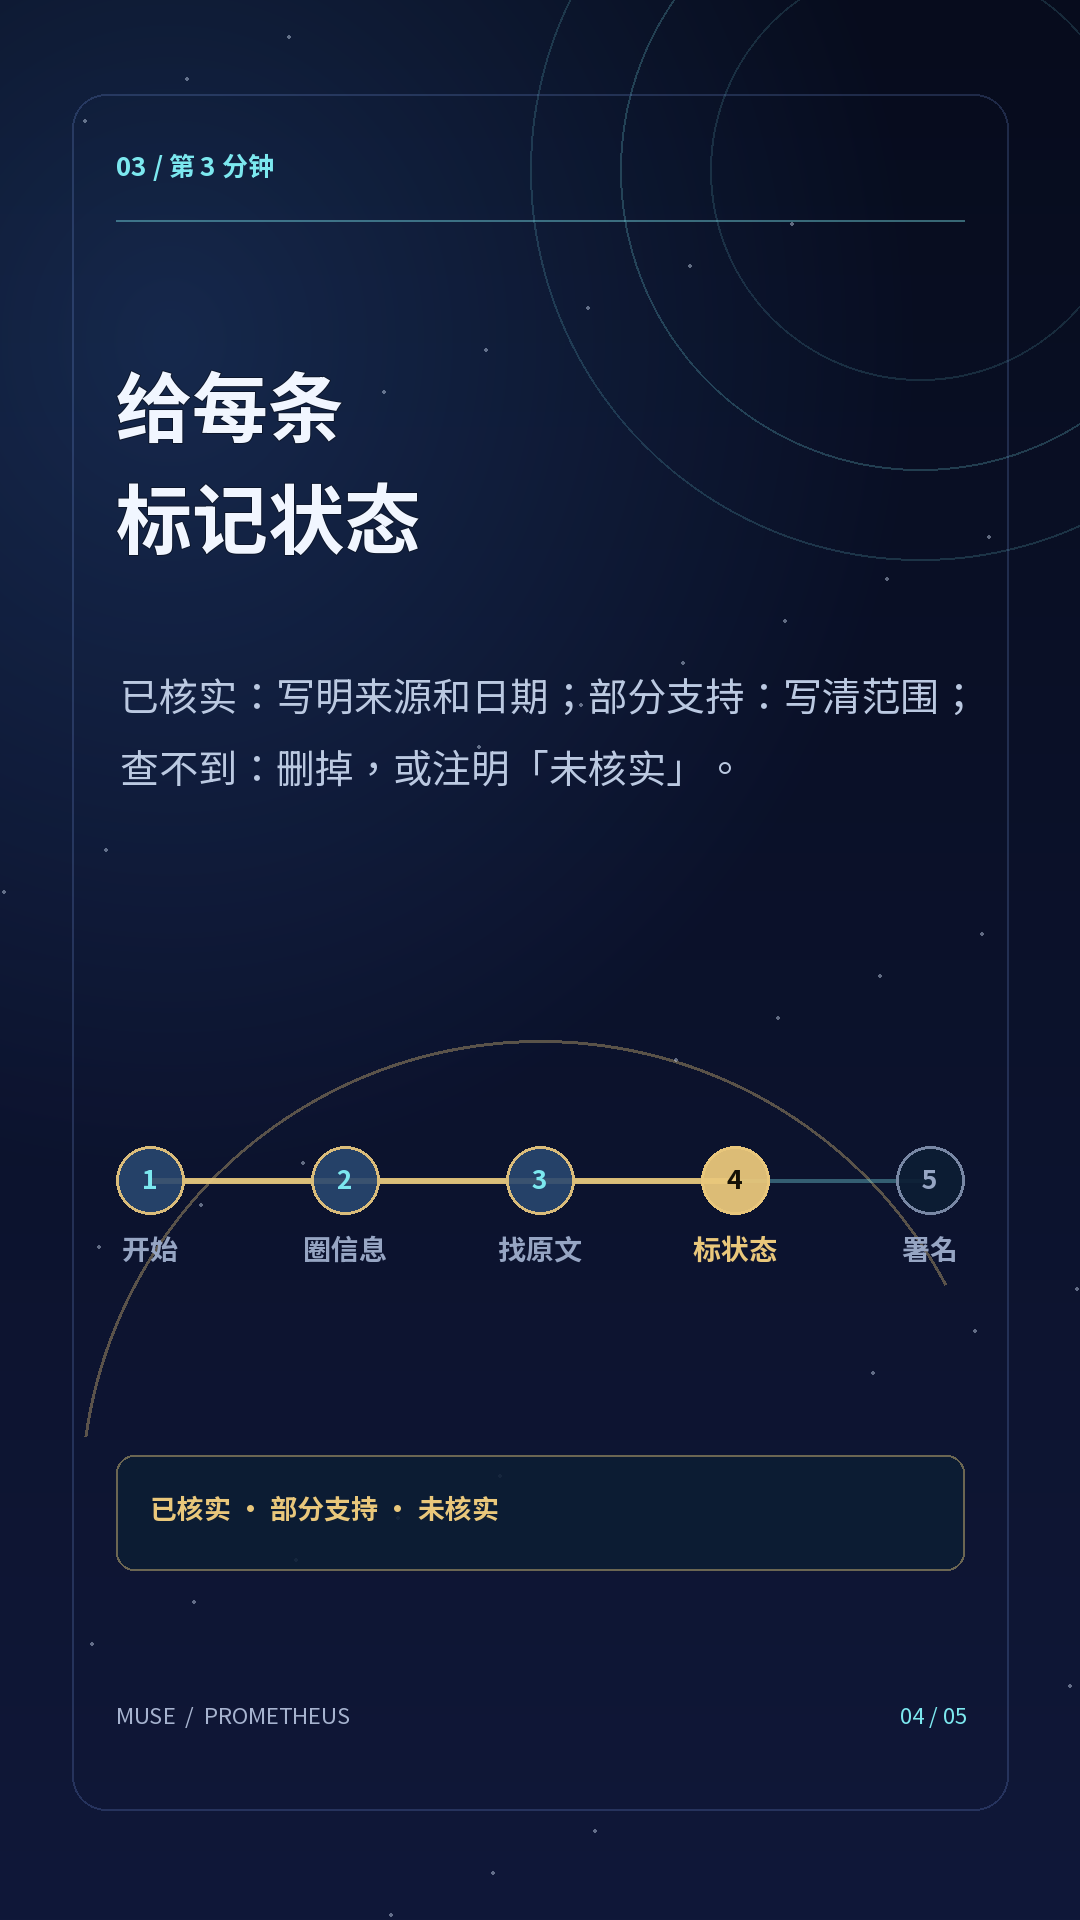 03 / 第 3 分钟
给每条
标记状态
已核实：写明来源和日期；部分支持：写清范围；
查不到：删掉，或注明「未核实」。
1
2
3
4
5
开始
圈信息
找原文
标状态
署名
已核实 · 部分支持 · 未核实
MUSE / PROMETHEUS
04 / 05